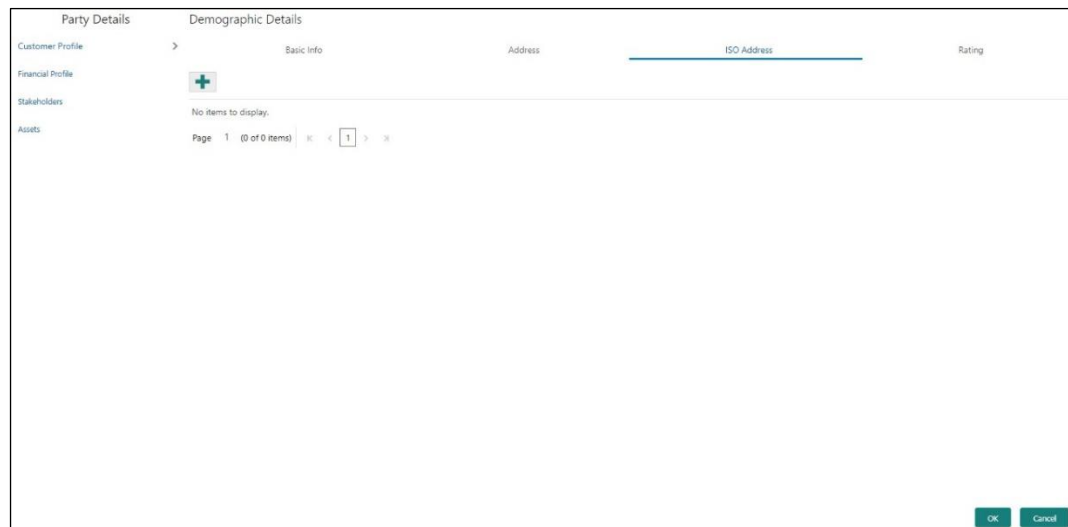 Party Details
Demographic Details
Customer Profile
Financial Profile
Stakeholders
Assets
Basic Info
Address
ISO Address
Rating
No items to display.
Page 1 (0 of 0 items) 1
OK
Cancel